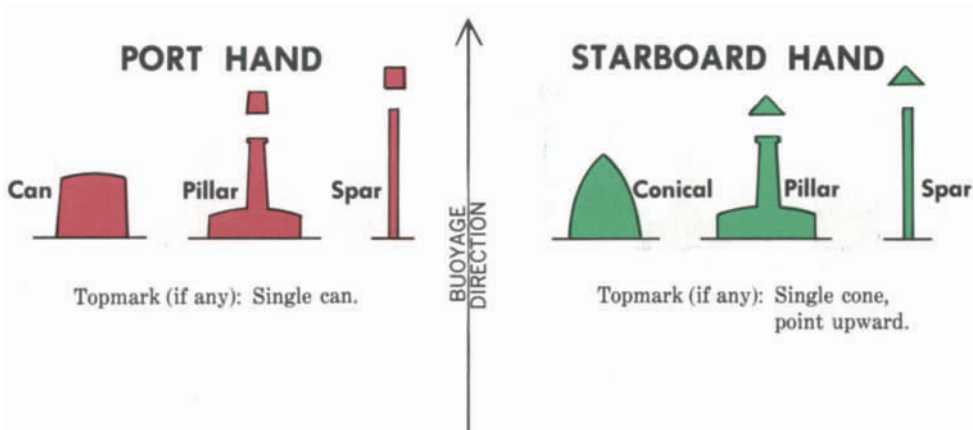 PORT HAND
Can
Pillar
Spar
Topmark (if any): Single can.
BUOYAGE
DIRECTION
STARBOARD HAND
Conical
Pillar
Spar
Topmark (if any): Single cone,
point upward.